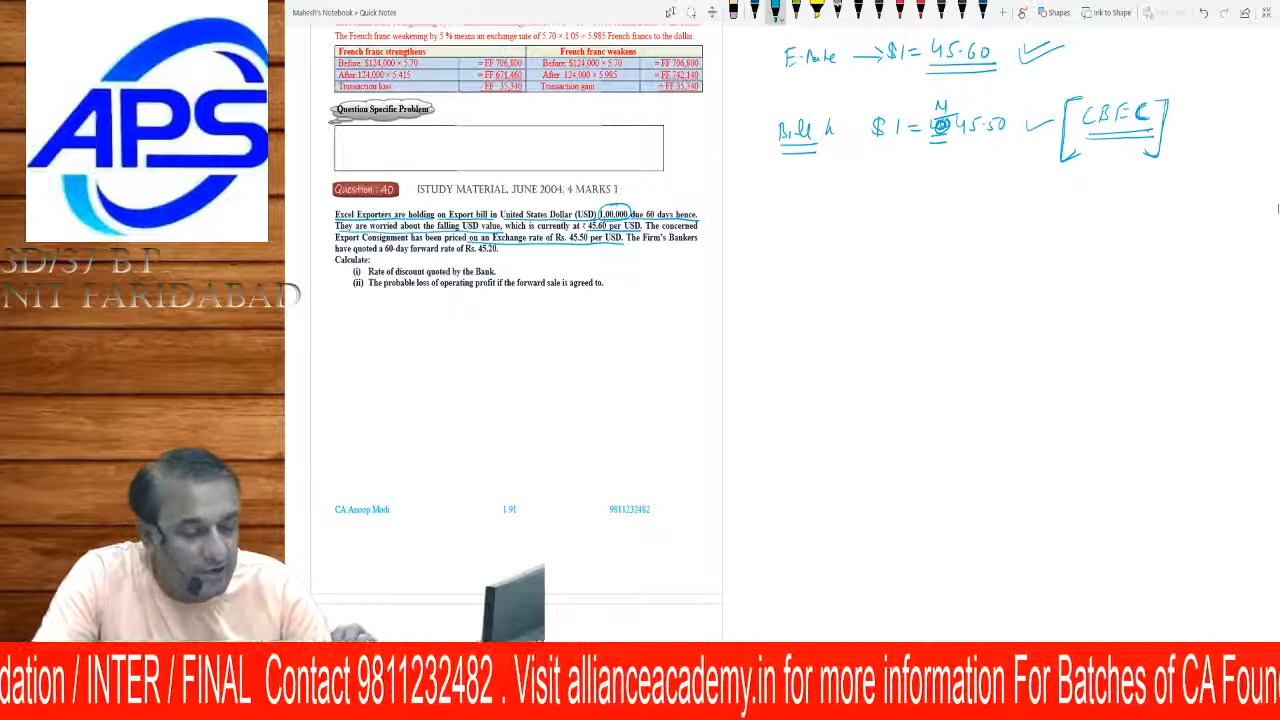 APS
3D/37 B.P.
NIT FARIDABAD
Mahesh's Notebook » Quick Notes
Shapes
Ink to Shape
Convert
The French franc weakening by 5 % means an exchange rate of 5.70 × 1.05 = 5.985 French francs to the dollar.
French franc strengthens French franc weakens
Before: $124,000 × 5.70 = FF 706,800 Before: $124,000 × 5.70 = FF 706,800
After:124,000 × 5.415 = FF 671,460 After: 124,000 × 5.985 = FF 742,140
Transaction loss FF 35,340 Transaction gain = FF 35,340
Question Specific Problem
Question : 40 [STUDY MATERIAL, JUNE 2004, 4 MARKS]
Excel Exporters are holding on Export bill in United States Dollar (USD) 1,00,000 due 60 days hence.
They are worried about the falling USD value, which is currently at ₹ 45.60 per USD. The concerned
Export Consignment has been priced on an Exchange rate of Rs. 45.50 per USD. The Firm's Bankers
have quoted a 60-day forward rate of Rs. 45.20.
Calculate:
(i) Rate of discount quoted by the Bank.
(ii) The probable loss of operating profit if the forward sale is agreed to.
CA Anoop Modi 1.91 9811232482
$1 = 45.60
$1 = 45.50
[CBEC]
dation / INTER / FINAL Contact 9811232482 . Visit allianceacademy.in for more information For Batches of CA Found